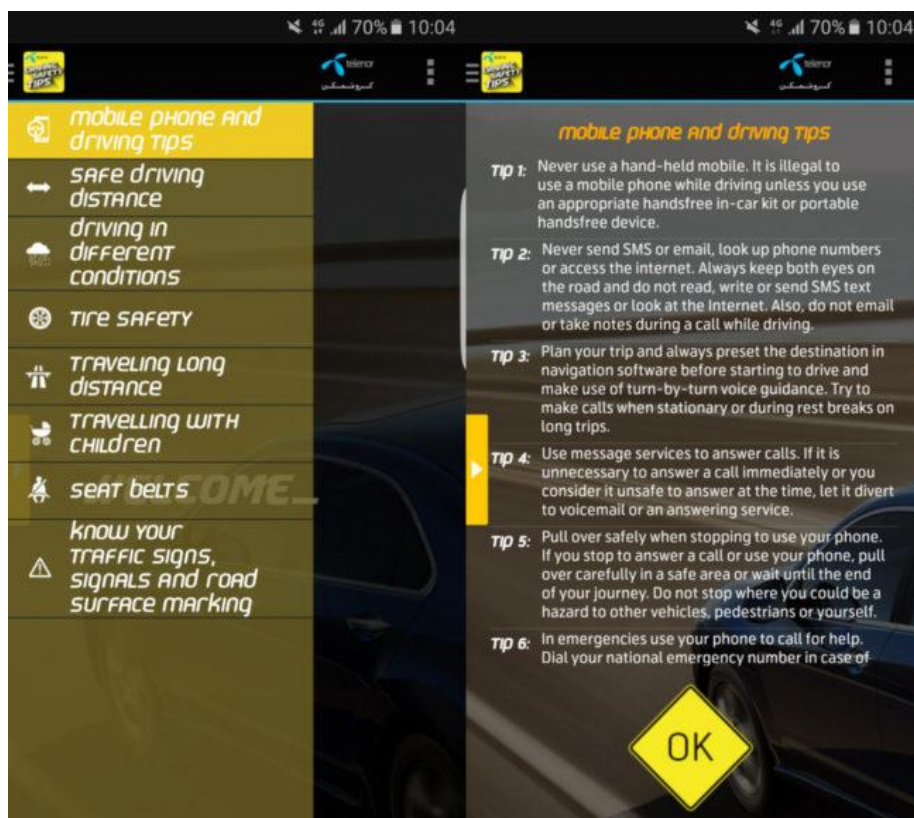 4G 70% 10:04
telenor
DRIVING
SAFETY
TIPS
mobile phone and
driving tips
safe driving
distance
driving in
different
conditions
tire safety
traveling long
distance
travelling with
children
seat belts
WELCOME_
know your
traffic signs,
signals and road
surface marking
4G 70% 10:04
telenor
DRIVING
SAFETY
TIPS
mobile phone and driving tips
TIP 1: Never use a hand-held mobile. It is illegal to
use a mobile phone while driving unless you use
an appropriate handsfree in-car kit or portable
handsfree device.
TIP 2: Never send SMS or email, look up phone numbers
or access the internet. Always keep both eyes on
the road and do not read, write or send SMS text
messages or look at the Internet. Also, do not email
or take notes during a call while driving.
TIP 3: Plan your trip and always preset the destination in
navigation software before starting to drive and
make use of turn-by-turn voice guidance. Try to
make calls when stationary or during rest breaks on
long trips.
TIP 4: Use message services to answer calls. If it is
unnecessary to answer a call immediately or you
consider it unsafe to answer at the time, let it divert
to voicemail or an answering service.
TIP 5: Pull over safely when stopping to use your phone.
If you stop to answer a call or use your phone, pull
over carefully in a safe area or wait until the end
of your journey. Do not stop where you could be a
hazard to other vehicles, pedestrians or yourself.
TIP 6: In emergencies use your phone to call for help.
Dial your national emergency number in case of
OK